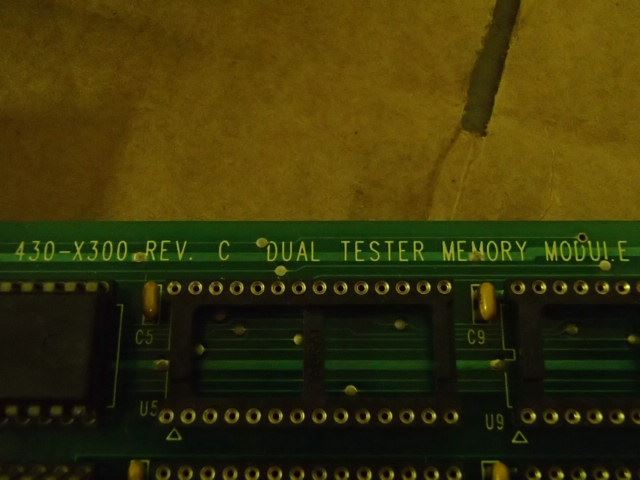 430-X300 REV. C DUAL TESTER MEMORY MODULE
C5 C9
U5 U9